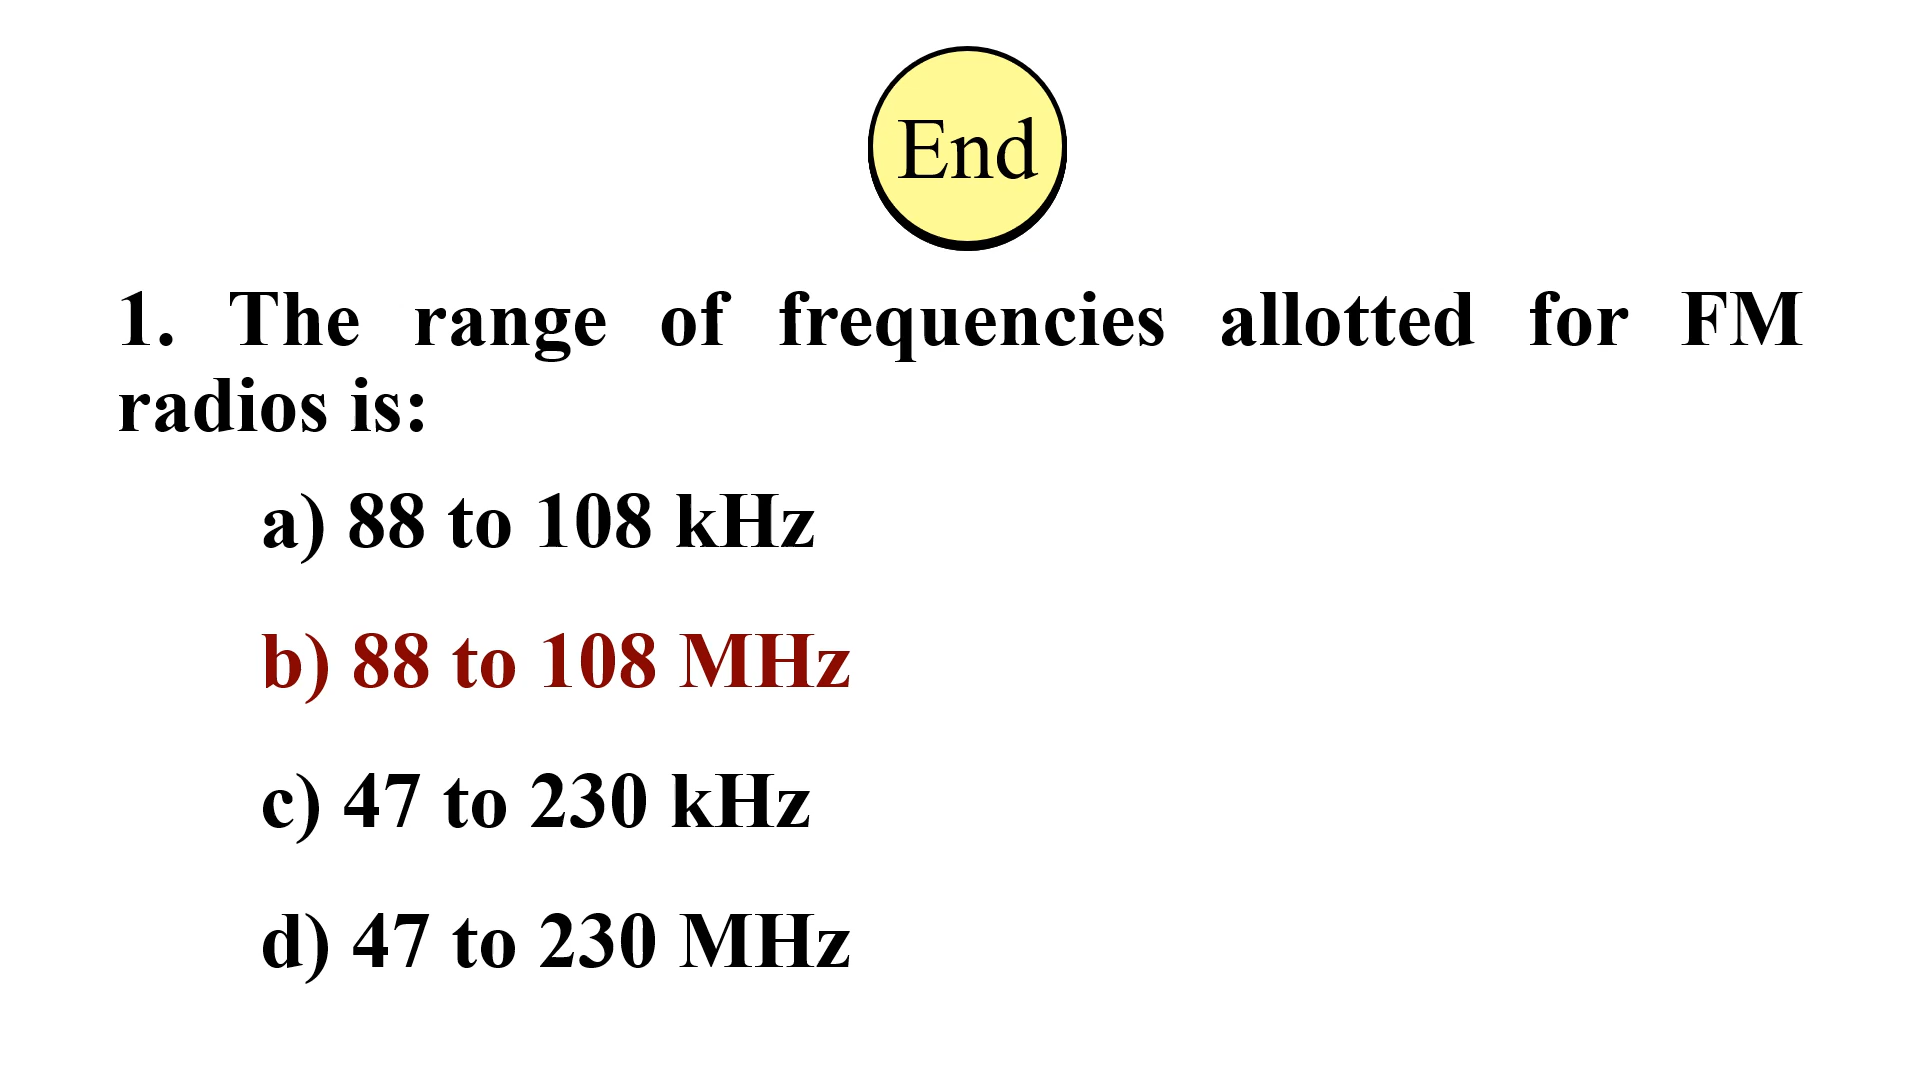 End
1. The range of frequencies allotted for FM
radios is:
a) 88 to 108 kHz
b) 88 to 108 MHz
c) 47 to 230 kHz
d) 47 to 230 MHz